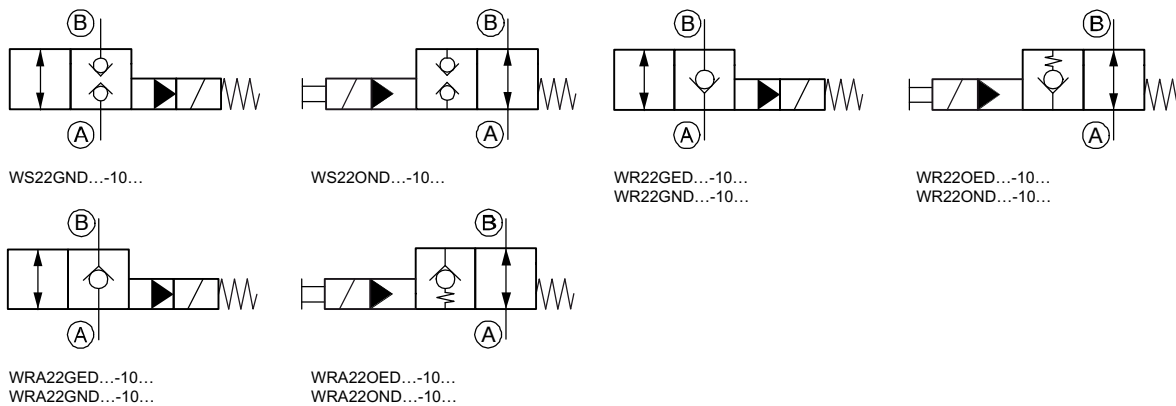 B
B
B
B
A
A
A
A
WS22GND...-10...
WS22OND...-10...
WR22GED...-10...
WR22GND...-10...
WR22OED...-10...
WR22OND...-10...
B
B
A
A
WRA22GED...-10...
WRA22GND...-10...
WRA22OED...-10...
WRA22OND...-10...